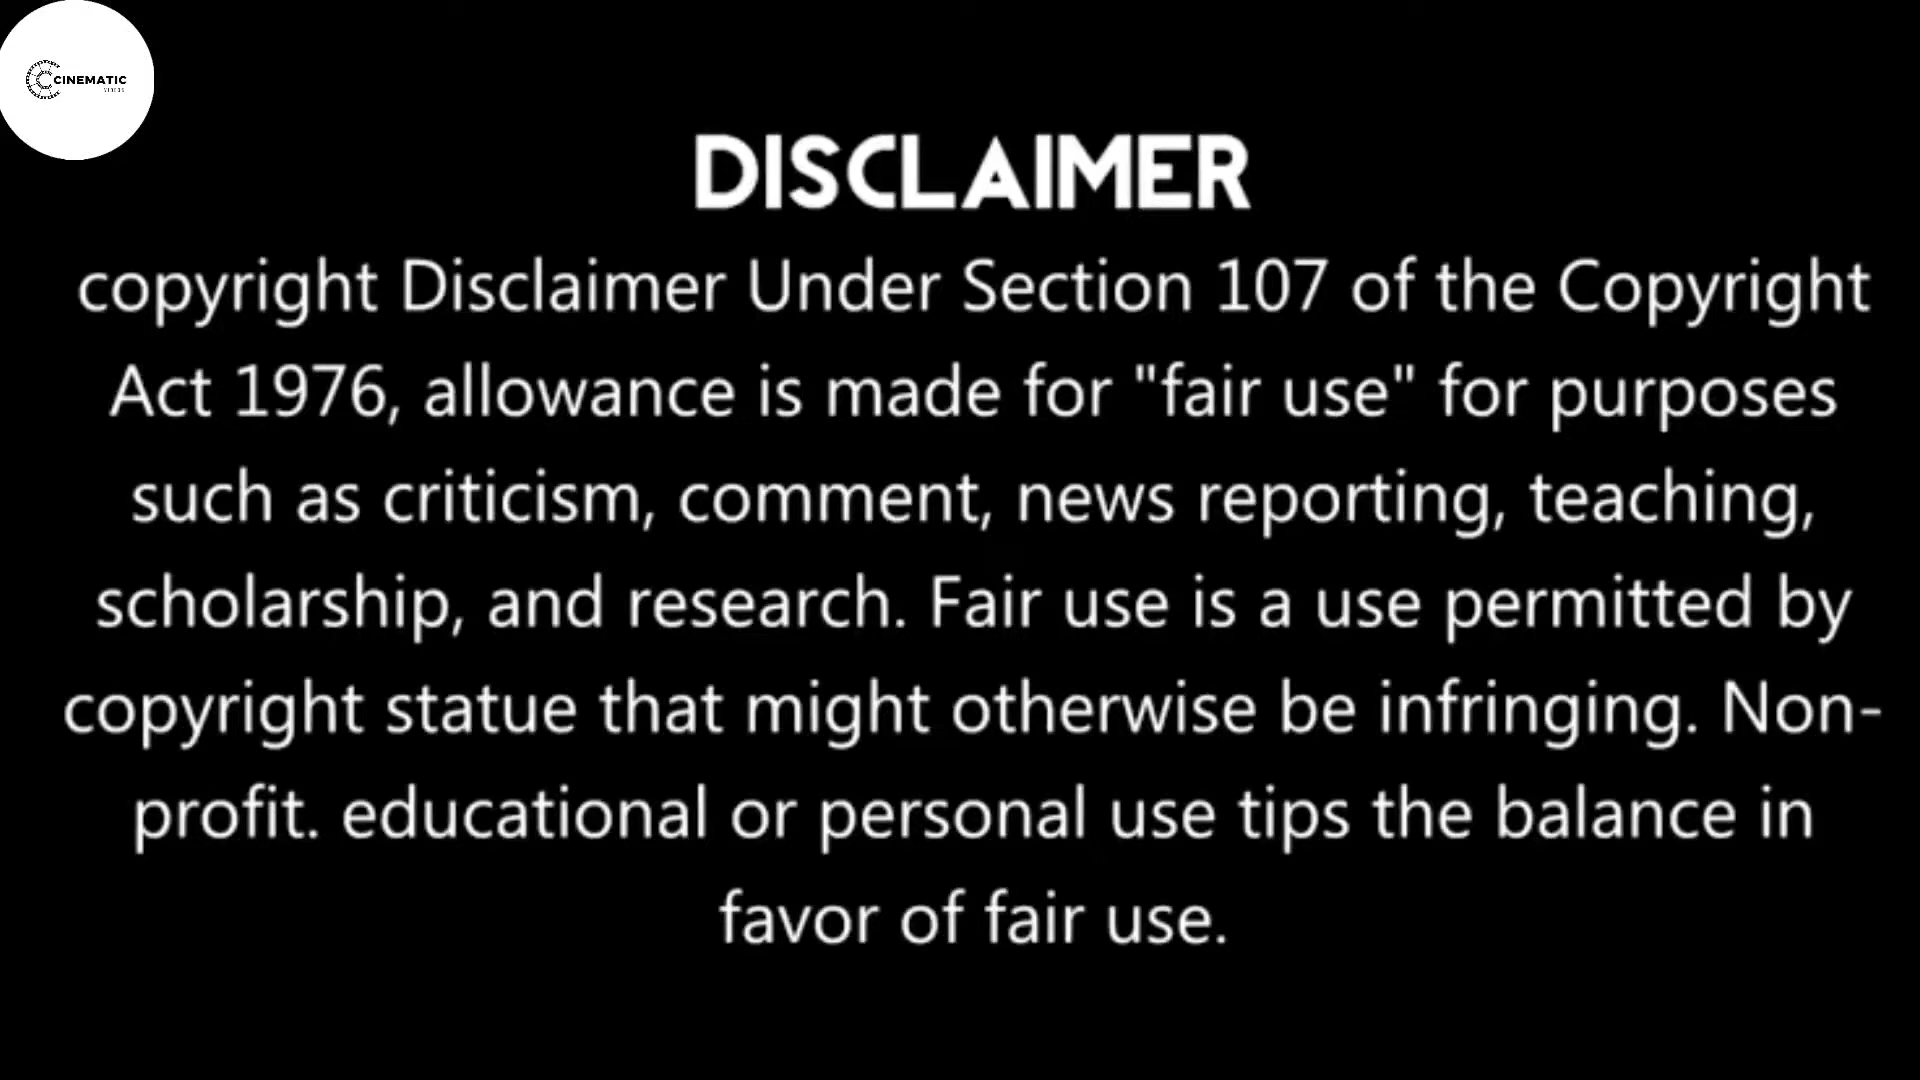 CINEMATIC
VIDEOS
DISCLAIMER
copyright Disclaimer Under Section 107 of the Copyright
Act 1976, allowance is made for "fair use" for purposes
such as criticism, comment, news reporting, teaching,
scholarship, and research. Fair use is a use permitted by
copyright statue that might otherwise be infringing. Non-
profit. educational or personal use tips the balance in
favor of fair use.